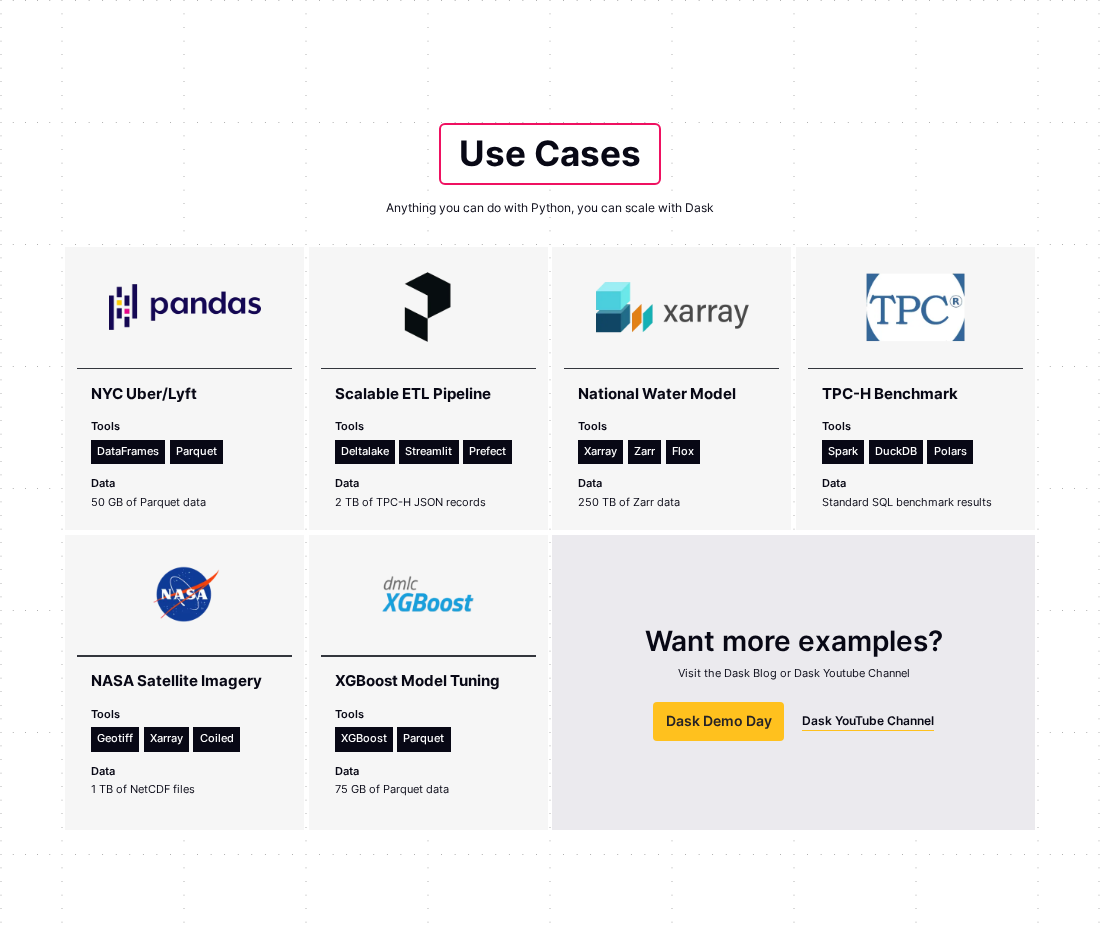 Use Cases
Anything you can do with Python, you can scale with Dask
pandas
NYC Uber/Lyft
Tools
DataFrames Parquet
Data
50 GB of Parquet data
Scalable ETL Pipeline
Tools
Deltalake Streamlit Prefect
Data
2 TB of TPC-H JSON records
xarray
National Water Model
Tools
Xarray Zarr Flox
Data
250 TB of Zarr data
TPC®
TPC-H Benchmark
Tools
Spark DuckDB Polars
Data
Standard SQL benchmark results
NASA
NASA Satellite Imagery
Tools
Geotiff Xarray Coiled
Data
1 TB of NetCDF files
dmlc
XGBoost
XGBoost Model Tuning
Tools
XGBoost Parquet
Data
75 GB of Parquet data
Want more examples?
Visit the Dask Blog or Dask Youtube Channel
Dask Demo Day Dask YouTube Channel